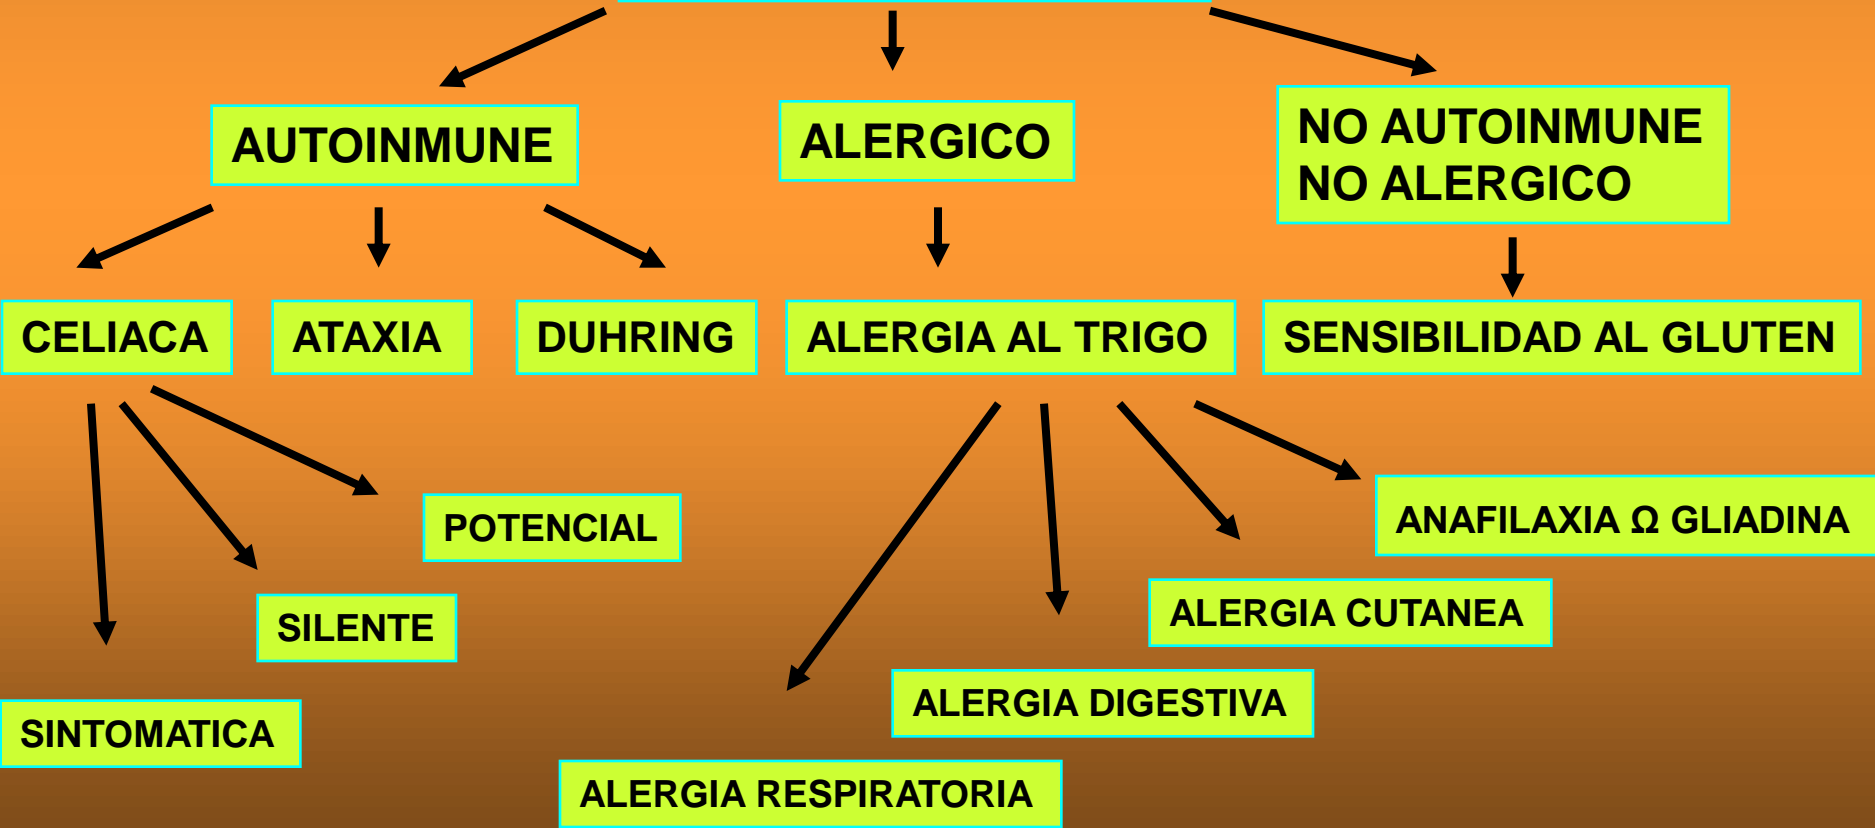 AUTOINMUNE
ALERGICO
NO AUTOINMUNE
NO ALERGICO
CELIACA
ATAXIA
DUHRING
ALERGIA AL TRIGO
SENSIBILIDAD AL GLUTEN
POTENCIAL
SILENTE
SINTOMATICA
ANAFILAXIA Ω GLIADINA
ALERGIA CUTANEA
ALERGIA DIGESTIVA
ALERGIA RESPIRATORIA